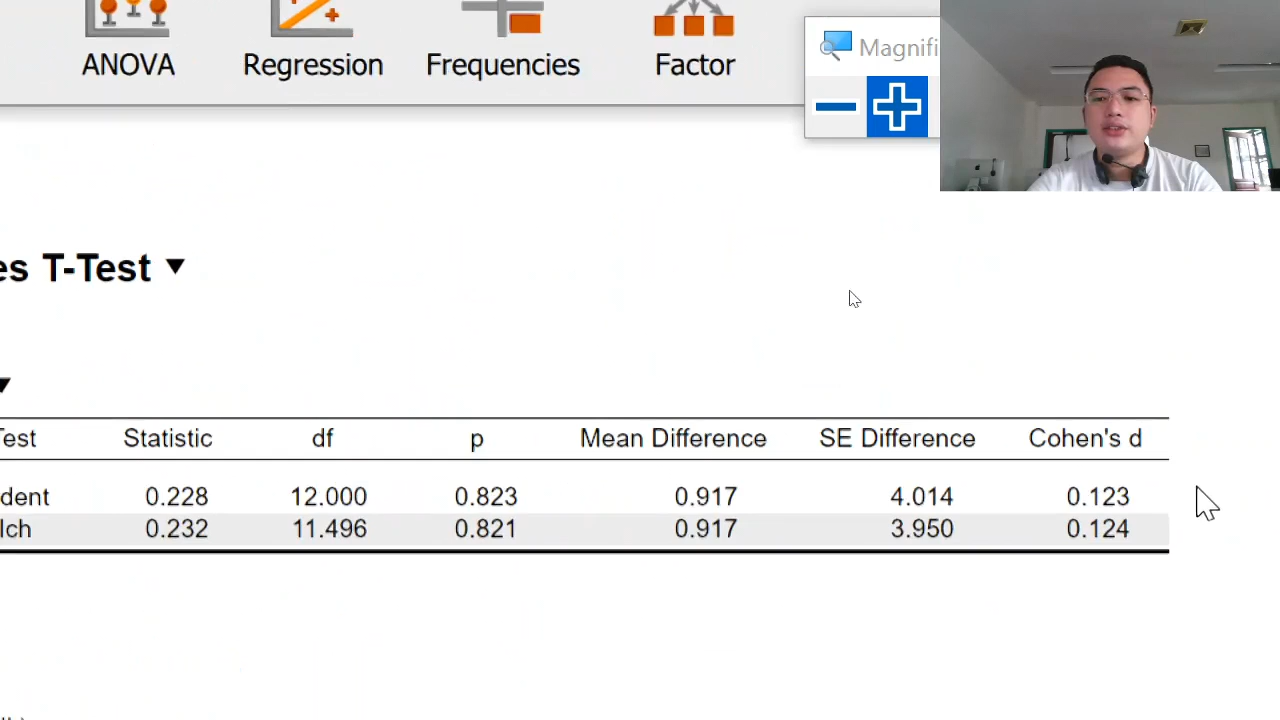 ANOVA Regression Frequencies Factor
Magnifi
es T-Test
Test Statistic df p Mean Difference SE Difference Cohen's d
dent 0.228 12.000 0.823 0.917 4.014 0.123
lch 0.232 11.496 0.821 0.917 3.950 0.124